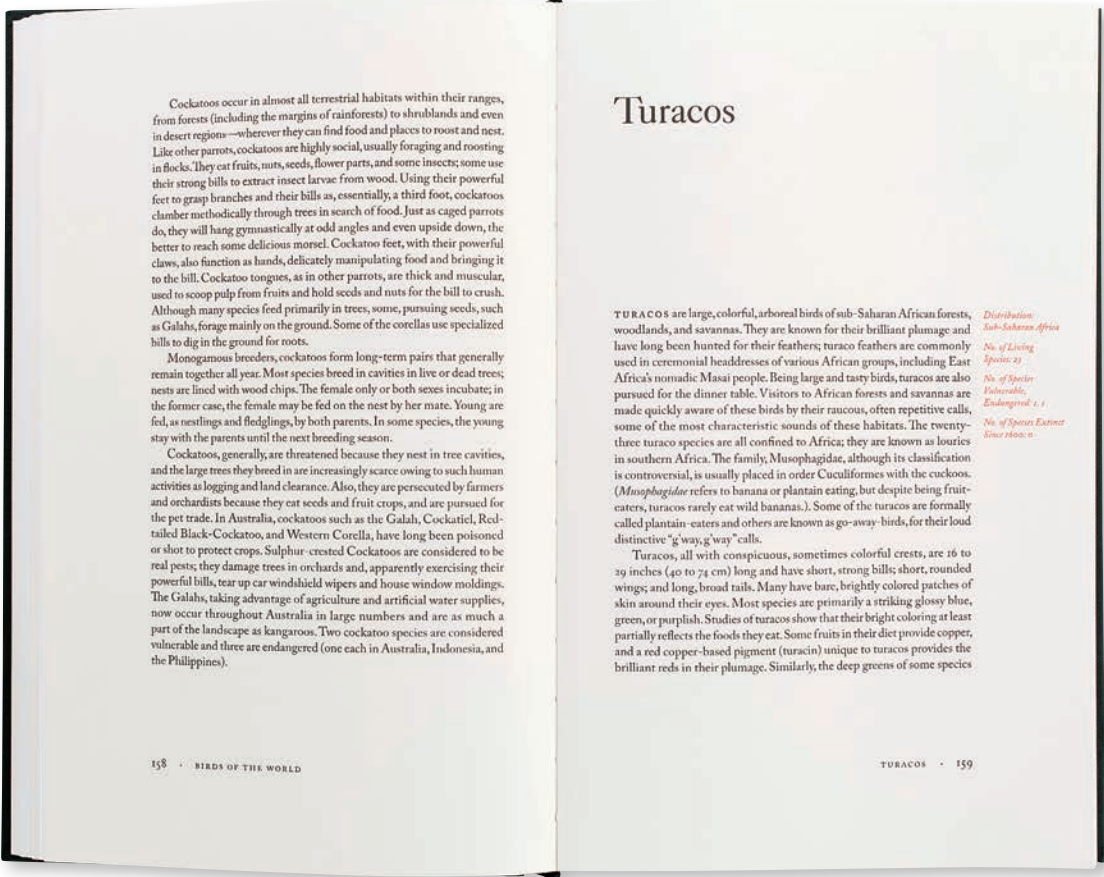 Cockatoos occur in almost all terrestrial habitats within their ranges,
from forests (including the margins of rainforests) to shrublands and even
in desert regions—wherever they can find food and places to roost and nest.
Like other parrots, cockatoos are highly social, usually foraging and roosting
in flocks. They eat fruits, nuts, seeds, flower parts, and some insects; some use
their strong bills to extract insect larvae from wood. Using their powerful
feet to grasp branches and their bills as, essentially, a third foot, cockatoos
clamber methodically through trees in search of food. Just as caged parrots
do, they will hang gymnastically at odd angles and even upside down, the
better to reach some delicious morsel. Cockatoo feet, with their powerful
claws, also function as hands, delicately manipulating food and bringing it
to the bill. Cockatoo tongues, as in other parrots, are thick and muscular,
used to scoop pulp from fruits and hold seeds and nuts for the bill to crush.
Although many species feed primarily in trees, some, pursuing seeds, such
as Galahs, forage mainly on the ground. Some of the corellas use specialized
bills to dig in the ground for roots.
Monogamous breeders, cockatoos form long-term pairs that generally
remain together all year. Most species breed in cavities in live or dead trees;
nests are lined with wood chips. The female only or both sexes incubate; in
the former case, the female may be fed on the nest by her mate. Young are
fed, as nestlings and fledglings, by both parents. In some species, the young
stay with the parents until the next breeding season.
Cockatoos, generally, are threatened because they nest in tree cavities,
and the large trees they breed in are increasingly scarce owing to such human
activities as logging and land clearance. Also, they are persecuted by farmers
and orchardists because they eat seeds and fruit crops, and are pursued for
the pet trade. In Australia, cockatoos such as the Galah, Cockatiel, Red-
tailed Black-Cockatoo, and Western Corella, have long been poisoned
or shot to protect crops. Sulphur-crested Cockatoos are considered to be
real pests; they damage trees in orchards and, apparently exercising their
powerful bills, tear up car windshield wipers and house window moldings.
The Galahs, taking advantage of agriculture and artificial water supplies,
now occur throughout Australia in large numbers and are as much a
part of the landscape as kangaroos. Two cockatoo species are considered
vulnerable and three are endangered (one each in Australia, Indonesia, and
the Philippines).
158 · BIRDS OF THE WORLD
Turacos
TURACOS are large, colorful, arboreal birds of sub-Saharan African forests,
woodlands, and savannas. They are known for their brilliant plumage and
have long been hunted for their feathers; turaco feathers are commonly
used in ceremonial headdresses of various African groups, including East
Africa's nomadic Masai people. Being large and tasty birds, turacos are also
pursued for the dinner table. Visitors to African forests and savannas are
made quickly aware of these birds by their raucous, often repetitive calls,
some of the most characteristic sounds of these habitats. The twenty-
three turaco species are all confined to Africa; they are known as louries
in southern Africa. The family, Musophagidae, although its classification
is controversial, is usually placed in order Cuculiformes with the cuckoos.
(Musophagidae refers to banana or plantain eating, but despite being fruit-
eaters, turacos rarely eat wild bananas.). Some of the turacos are formally
called plantain-eaters and others are known as go-away-birds, for their loud
distinctive "g'way, g'way" calls.
Turacos, all with conspicuous, sometimes colorful crests, are 16 to
29 inches (40 to 74 cm) long and have short, strong bills; short, rounded
wings; and long, broad tails. Many have bare, brightly colored patches of
skin around their eyes. Most species are primarily a striking glossy blue,
green, or purplish. Studies of turacos show that their bright coloring at least
partially reflects the foods they eat. Some fruits in their diet provide copper,
and a red copper-based pigment (turacin) unique to turacos provides the
brilliant reds in their plumage. Similarly, the deep greens of some species
Distribution:
Sub-Saharan Africa
No. of Living
Species: 23
No. of Species
Vulnerable,
Endangered: 1, 1
No. of Species Extinct
Since 1600: 0
TURACOS · 159